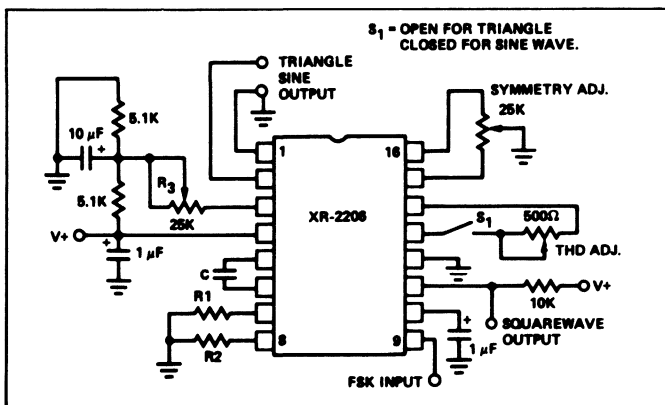 S1 = OPEN FOR TRIANGLE
CLOSED FOR SINE WAVE.
TRIANGLE
SINE
OUTPUT
SYMMETRY ADJ.
25K
5.1K
10 μF
+
R3
25K
5.1K
V+
+
1 μF
C
R1
R2
1
16
XR-2206
8
9
S1
500Ω
THD ADJ.
10K
V+
SQUAREWAVE
OUTPUT
+
1 μF
FSK INPUT